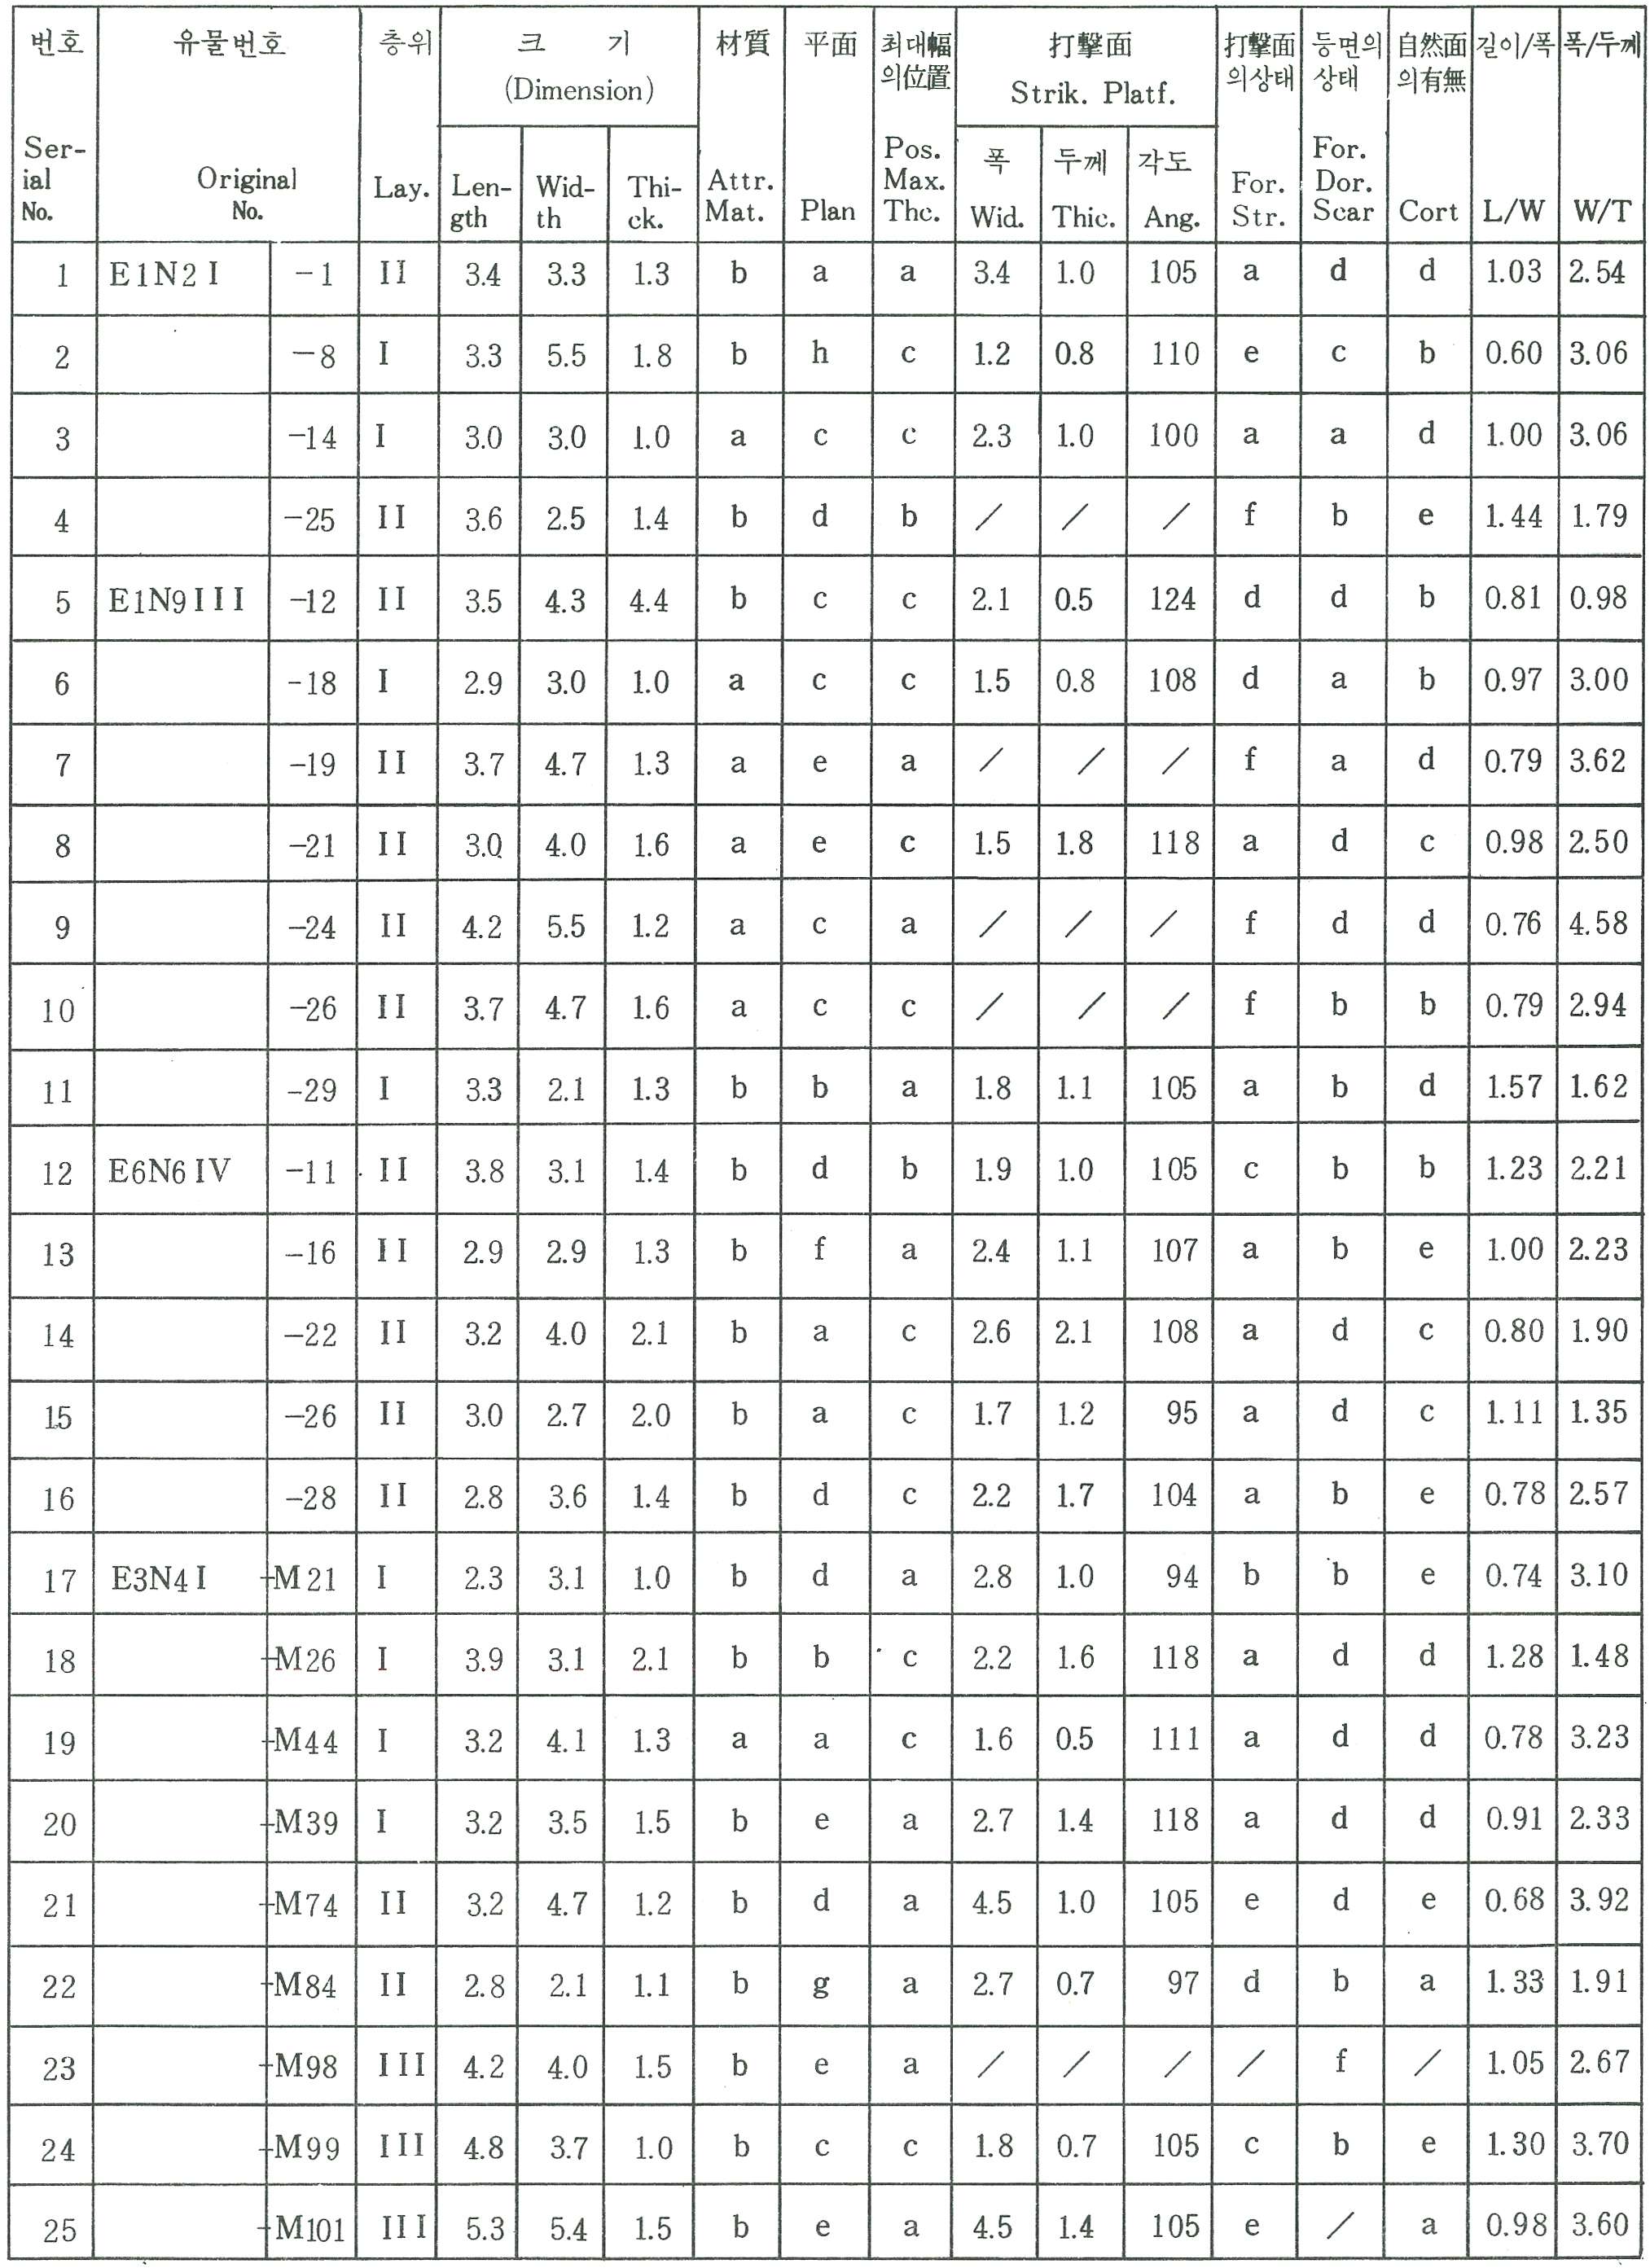 번호 유물번호 층위 크 기 材質 平面 최대幅 打擊面 打擊面 등面의 自然面 길이/폭 폭/두께
(Dimension) 의位置 Strik. Platf. 의상태 상태 의有無
Ser-ial No. Original No. Lay. Len-gth Wid-th Thi-ck. Attr. Mat. Plan Pos. Max. Thc. 폭 Wid. 두께 Thic. 각도 Ang. For. Str. For. Dor. Scar Cort L/W W/T
1 E1N2 I -1 II 3.4 3.3 1.3 b a a 3.4 1.0 105 a d d 1.03 2.54
2 -8 I 3.3 5.5 1.8 b h c 1.2 0.8 110 e c b 0.60 3.06
3 -14 I 3.0 3.0 1.0 a c c 2.3 1.0 100 a a d 1.00 3.06
4 -25 II 3.6 2.5 1.4 b d b / / / f b e 1.44 1.79
5 E1N9 III -12 II 3.5 4.3 4.4 b c c 2.1 0.5 124 d d b 0.81 0.98
6 -18 I 2.9 3.0 1.0 a c c 1.5 0.8 108 d a b 0.97 3.00
7 -19 II 3.7 4.7 1.3 a e a / / / f a d 0.79 3.62
8 -21 II 3.0 4.0 1.6 a e c 1.5 1.8 118 a d c 0.98 2.50
9 -24 II 4.2 5.5 1.2 a c a / / / f d d 0.76 4.58
10 -26 II 3.7 4.7 1.6 a c c / / / f b b 0.79 2.94
11 -29 I 3.3 2.1 1.3 b b a 1.8 1.1 105 a b d 1.57 1.62
12 E6N6 IV -11 II 3.8 3.1 1.4 b d b 1.9 1.0 105 c b b 1.23 2.21
13 -16 II 2.9 2.9 1.3 b f a 2.4 1.1 107 a b e 1.00 2.23
14 -22 II 3.2 4.0 2.1 b a c 2.6 2.1 108 a d c 0.80 1.90
15 -26 II 3.0 2.7 2.0 b a c 1.7 1.2 95 a d c 1.11 1.35
16 -28 II 2.8 3.6 1.4 b d c 2.2 1.7 104 a b e 0.78 2.57
17 E3N4 I -M21 I 2.3 3.1 1.0 b d a 2.8 1.0 94 b b e 0.74 3.10
18 -M26 I 3.9 3.1 2.1 b b c 2.2 1.6 118 a d d 1.28 1.48
19 -M44 I 3.2 4.1 1.3 a a c 1.6 0.5 111 a d d 0.78 3.23
20 -M39 I 3.2 3.5 1.5 b e a 2.7 1.4 118 a d d 0.91 2.33
21 -M74 II 3.2 4.7 1.2 b d a 4.5 1.0 105 e d e 0.68 3.92
22 -M84 II 2.8 2.1 1.1 b g a 2.7 0.7 97 d b a 1.33 1.91
23 -M98 III 4.2 4.0 1.5 b e a / / / / f / 1.05 2.67
24 -M99 III 4.8 3.7 1.0 b c c 1.8 0.7 105 c b e 1.30 3.70
25 -M101 III 5.3 5.4 1.5 b e a 4.5 1.4 105 e / a 0.98 3.60